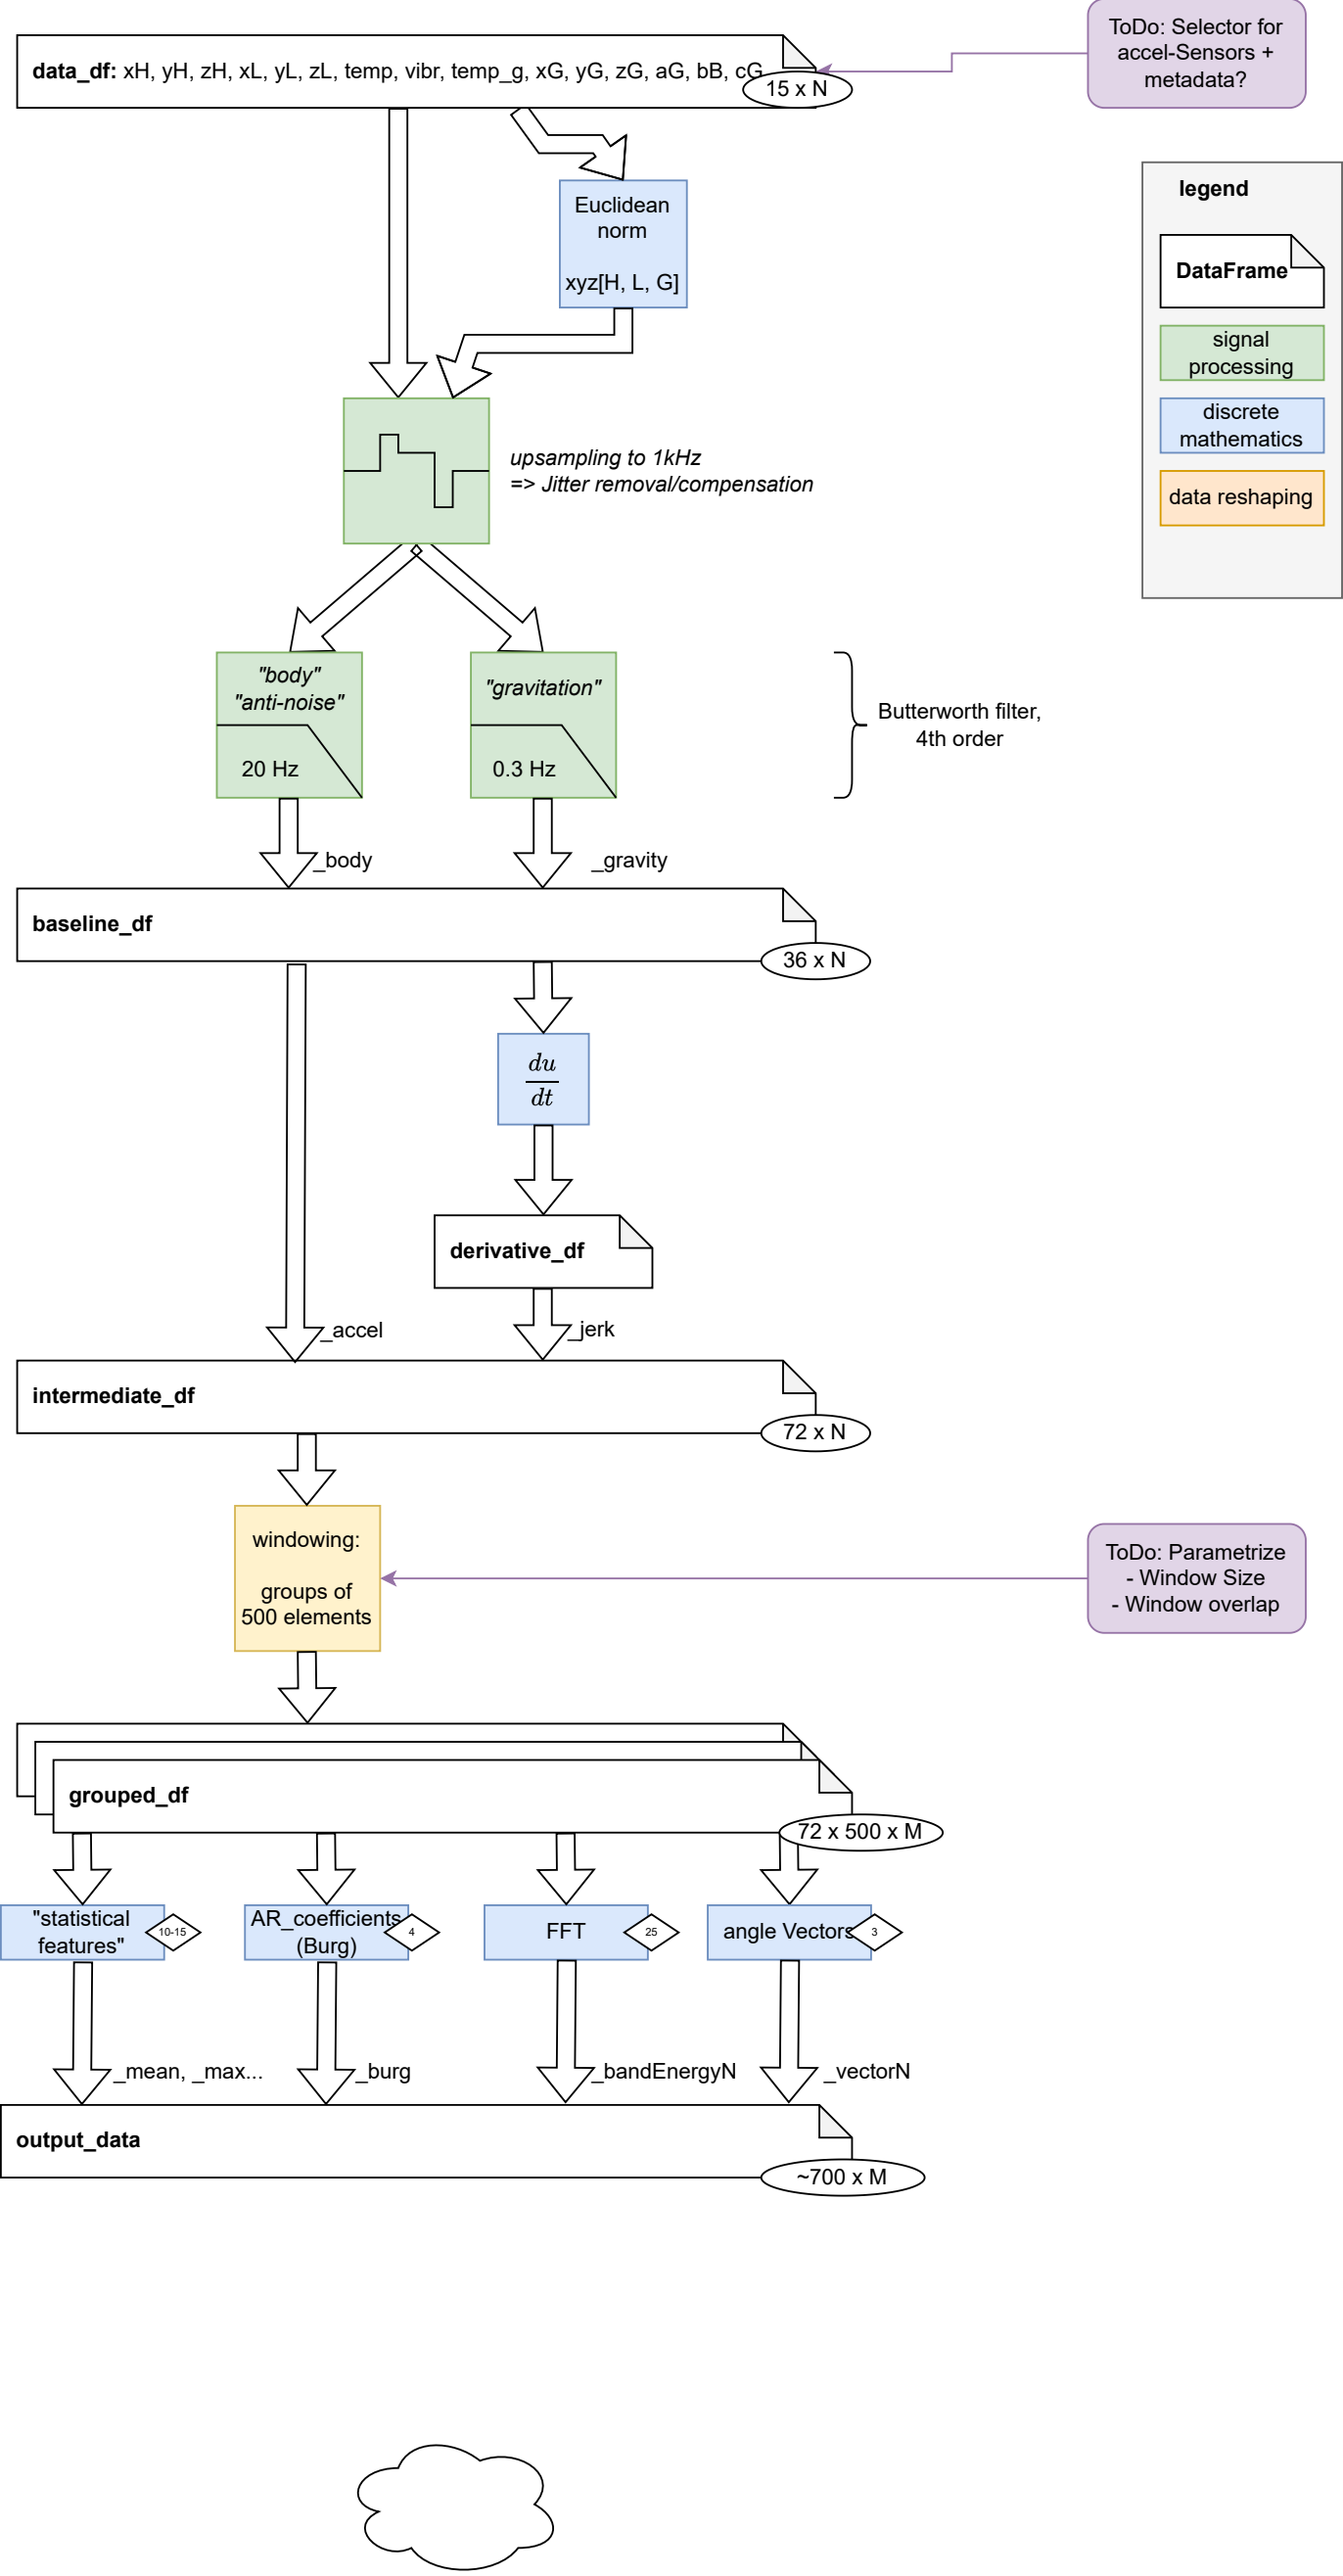 ToDo: Selector for
accel-Sensors +
metadata?
data_df: xH, yH, zH, xL, yL, zL, temp, vibr, temp_g, xG, yG, zG, aG, bB, cG
15 x N
legend
DataFrame
signal
processing
discrete
mathematics
data reshaping
Euclidean
norm
xyz[H, L, G]
upsampling to 1kHz
=> Jitter removal/compensation
"body"
"anti-noise"
20 Hz
"gravitation"
0.3 Hz
Butterworth filter,
4th order
_body
_gravity
baseline_df
36 x N
du
dt
derivative_df
_accel
_jerk
intermediate_df
72 x N
windowing:
groups of
500 elements
ToDo: Parametrize
- Window Size
- Window overlap
grouped_df
72 x 500 x M
"statistical
features"
10-15
AR_coefficients
(Burg)
4
FFT
25
angle Vectors
3
_mean, _max...
_burg
_bandEnergyN
_vectorN
output_data
~700 x M